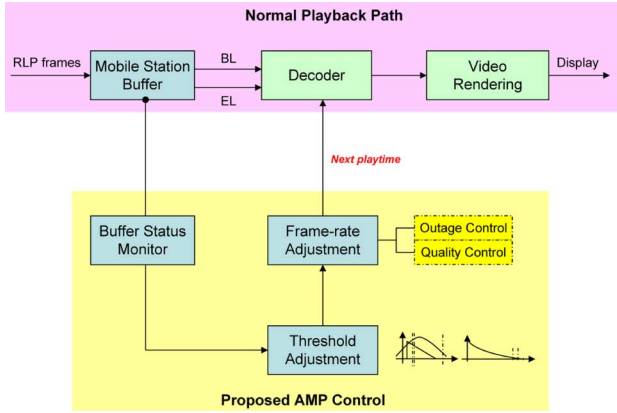 Normal Playback Path
RLP frames
Mobile Station
Buffer
BL
EL
Decoder
Video
Rendering
Display
Next playtime
Buffer Status
Monitor
Frame-rate
Adjustment
Outage Control
Quality Control
Threshold
Adjustment
Proposed AMP Control